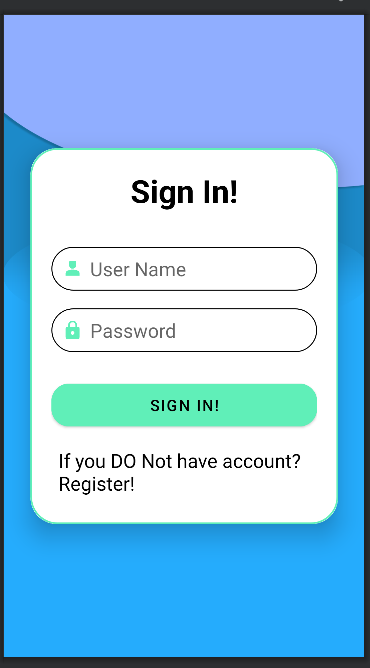 Sign In!
User Name
Password
SIGN IN!
If you DO Not have account?
Register!